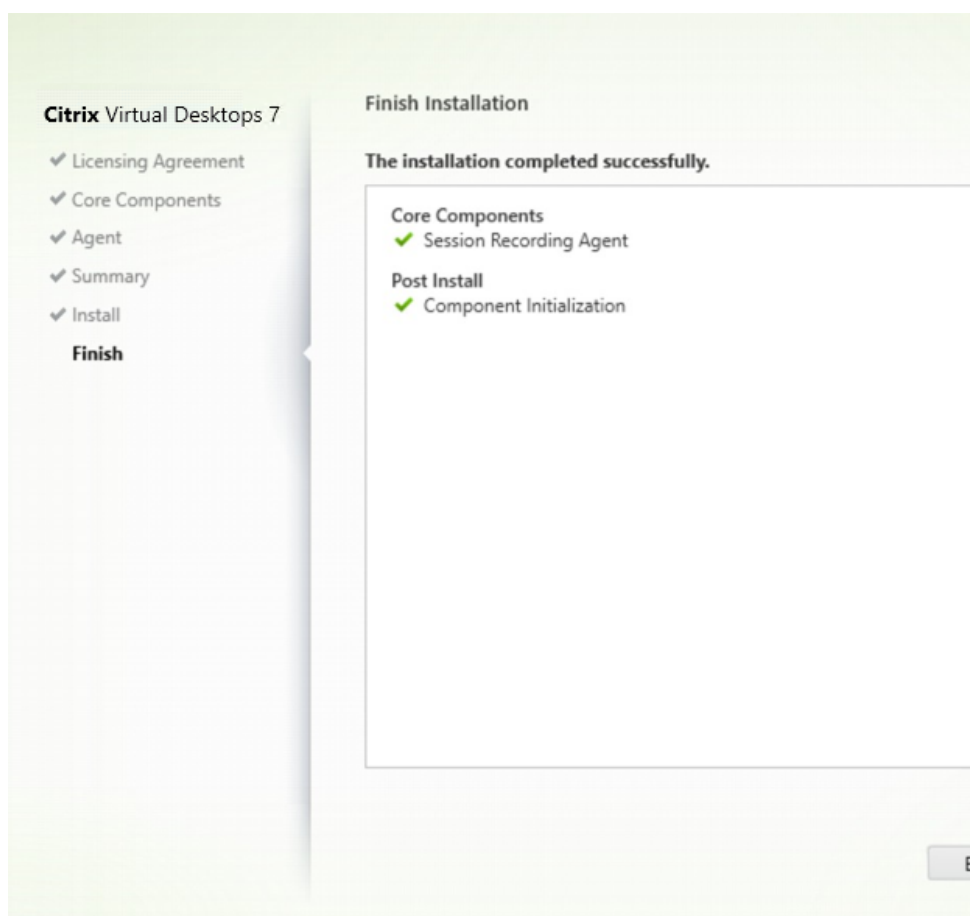 Citrix Virtual Desktops 7
Licensing Agreement
Core Components
Agent
Summary
Install
Finish
Finish Installation
The installation completed successfully.
Core Components
Session Recording Agent
Post Install
Component Initialization